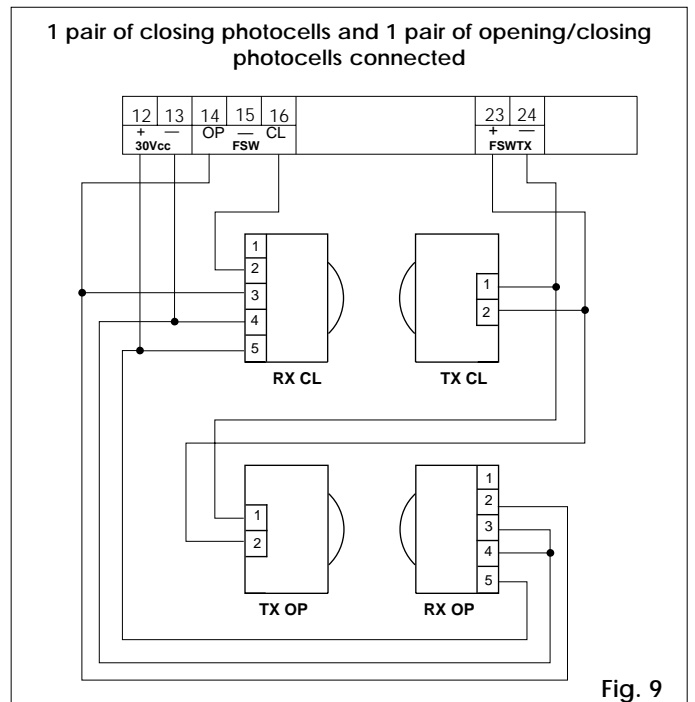 1 pair of closing photocells and 1 pair of opening/closing
photocells connected
12 13 14 15 16 23 24
+ — OP — CL + —
30Vcc FSW FSWTX
1
2
3
4
5
RX CL
1
2
TX CL
1
2
TX OP
1
2
3
4
5
RX OP
Fig. 9